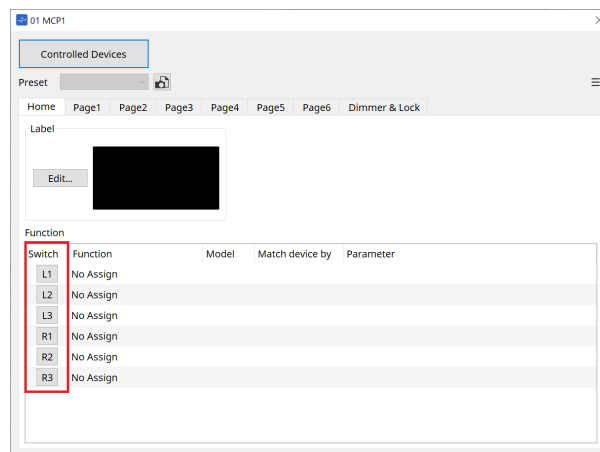 01 MCP1
Controlled Devices
Preset
Home Page1 Page2 Page3 Page4 Page5 Page6 Dimmer & Lock
Label
Edit...
Function
Switch Function Model Match device by Parameter
L1 No Assign
L2 No Assign
L3 No Assign
R1 No Assign
R2 No Assign
R3 No Assign